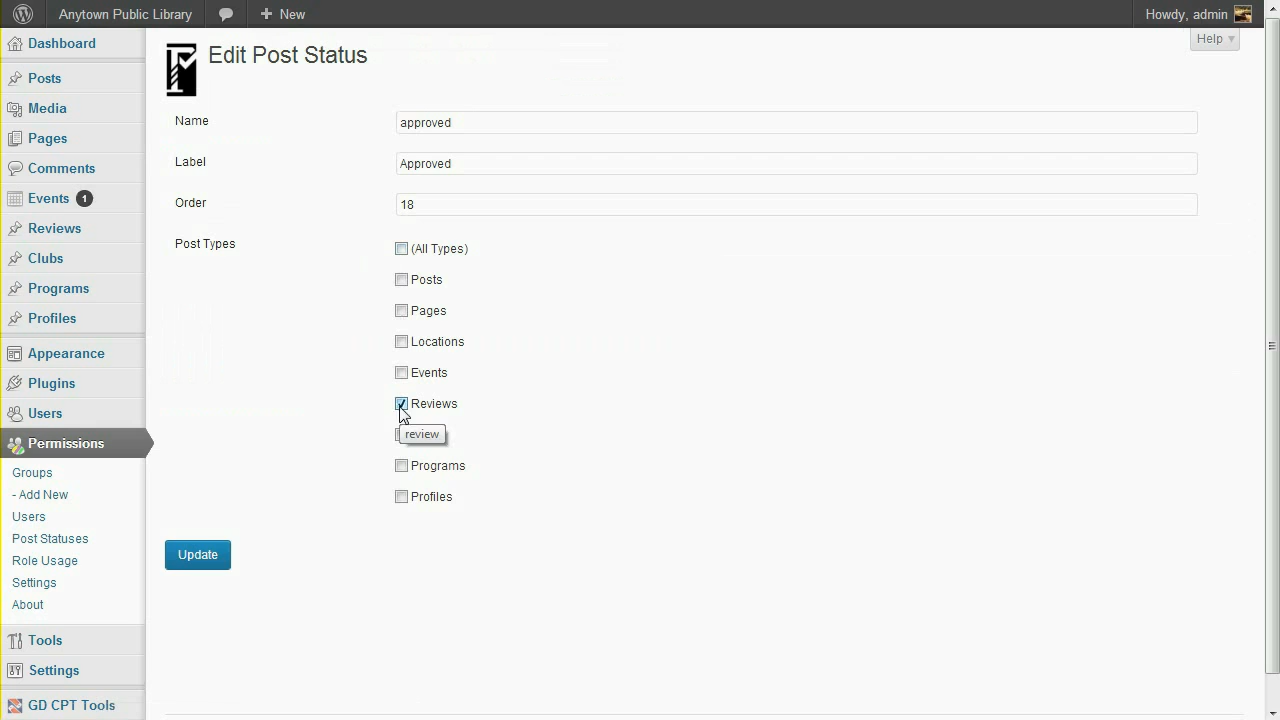 Anytown Public Library
New
Howdy, admin
Help
Dashboard
Posts
Media
Pages
Comments
Events 1
Reviews
Clubs
Programs
Profiles
Appearance
Plugins
Users
Permissions
Groups
- Add New
Users
Post Statuses
Role Usage
Settings
About
Tools
Settings
GD CPT Tools
Edit Post Status
Name
approved
Label
Approved
Order
18
Post Types
(All Types)
Posts
Pages
Locations
Events
Reviews
review
Programs
Profiles
Update